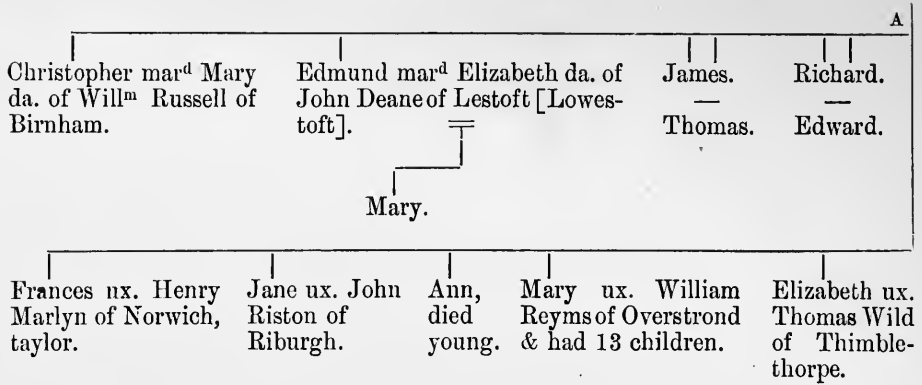 A
Christopher marᵈ Mary
da. of Willᵐ Russell of
Birnham.
Edmund marᵈ Elizabeth da. of
John Deane of Lestoft [Lowes-
toft].
James.
—
Thomas.
Richard.
—
Edward.
Mary.
Frances ux. Henry
Marlyn of Norwich,
taylor.
Jane ux. John
Riston of
Riburgh.
Ann,
died
young.
Mary ux. William
Reyms of Overstrond
& had 13 children.
Elizabeth ux.
Thomas Wild
of Thimble-
thorpe.